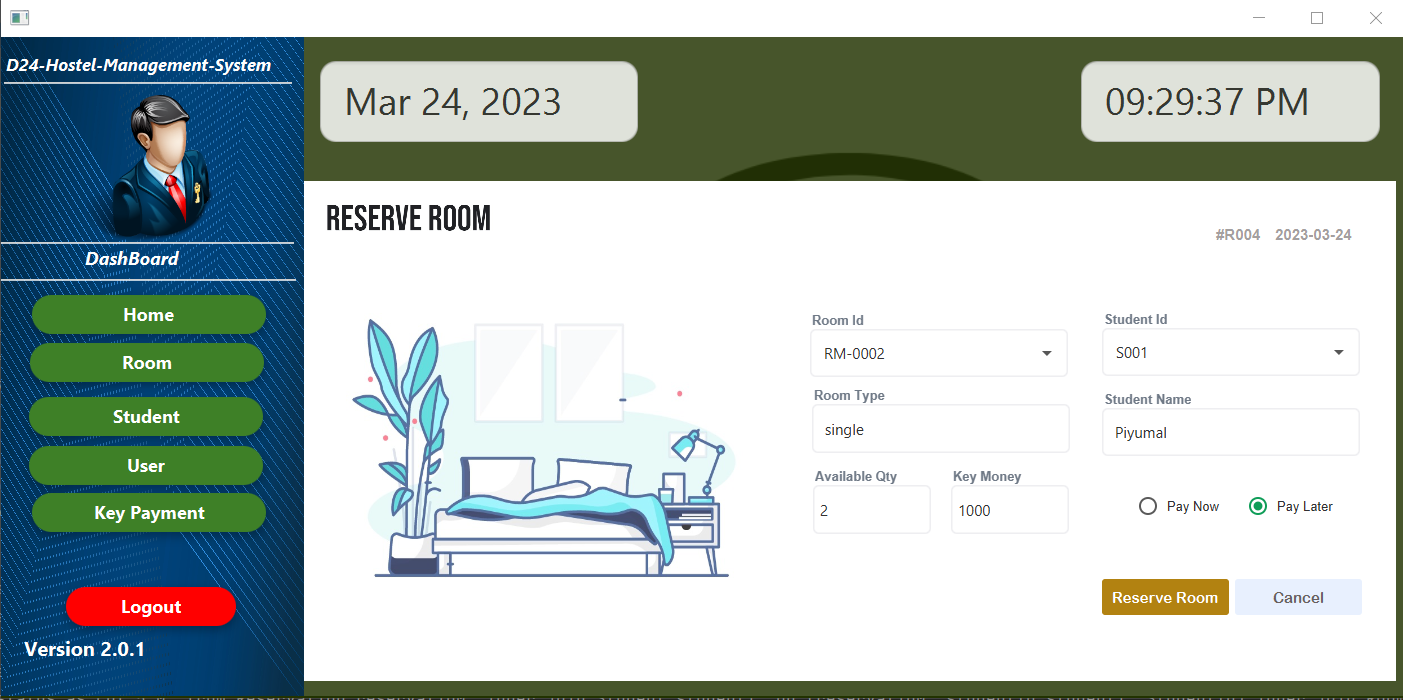 D24-Hostel-Management-System
Mar 24, 2023
09:29:37 PM
DashBoard
Home
Room
Student
User
Key Payment
Logout
Version 2.0.1
RESERVE ROOM
#R004 2023-03-24
Room Id
Student Id
RM-0002
S001
Room Type
Student Name
single
Piyumal
Available Qty
Key Money
2
1000
Pay Now
Pay Later
Reserve Room
Cancel